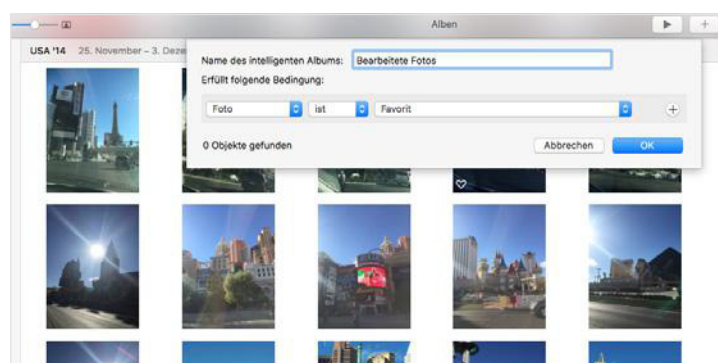 Alben
USA '14 25. November – 3. Deze
Name des intelligenten Albums: Bearbeitete Fotos
Erfüllt folgende Bedingung:
Foto ist Favorit
0 Objekte gefunden Abbrechen OK